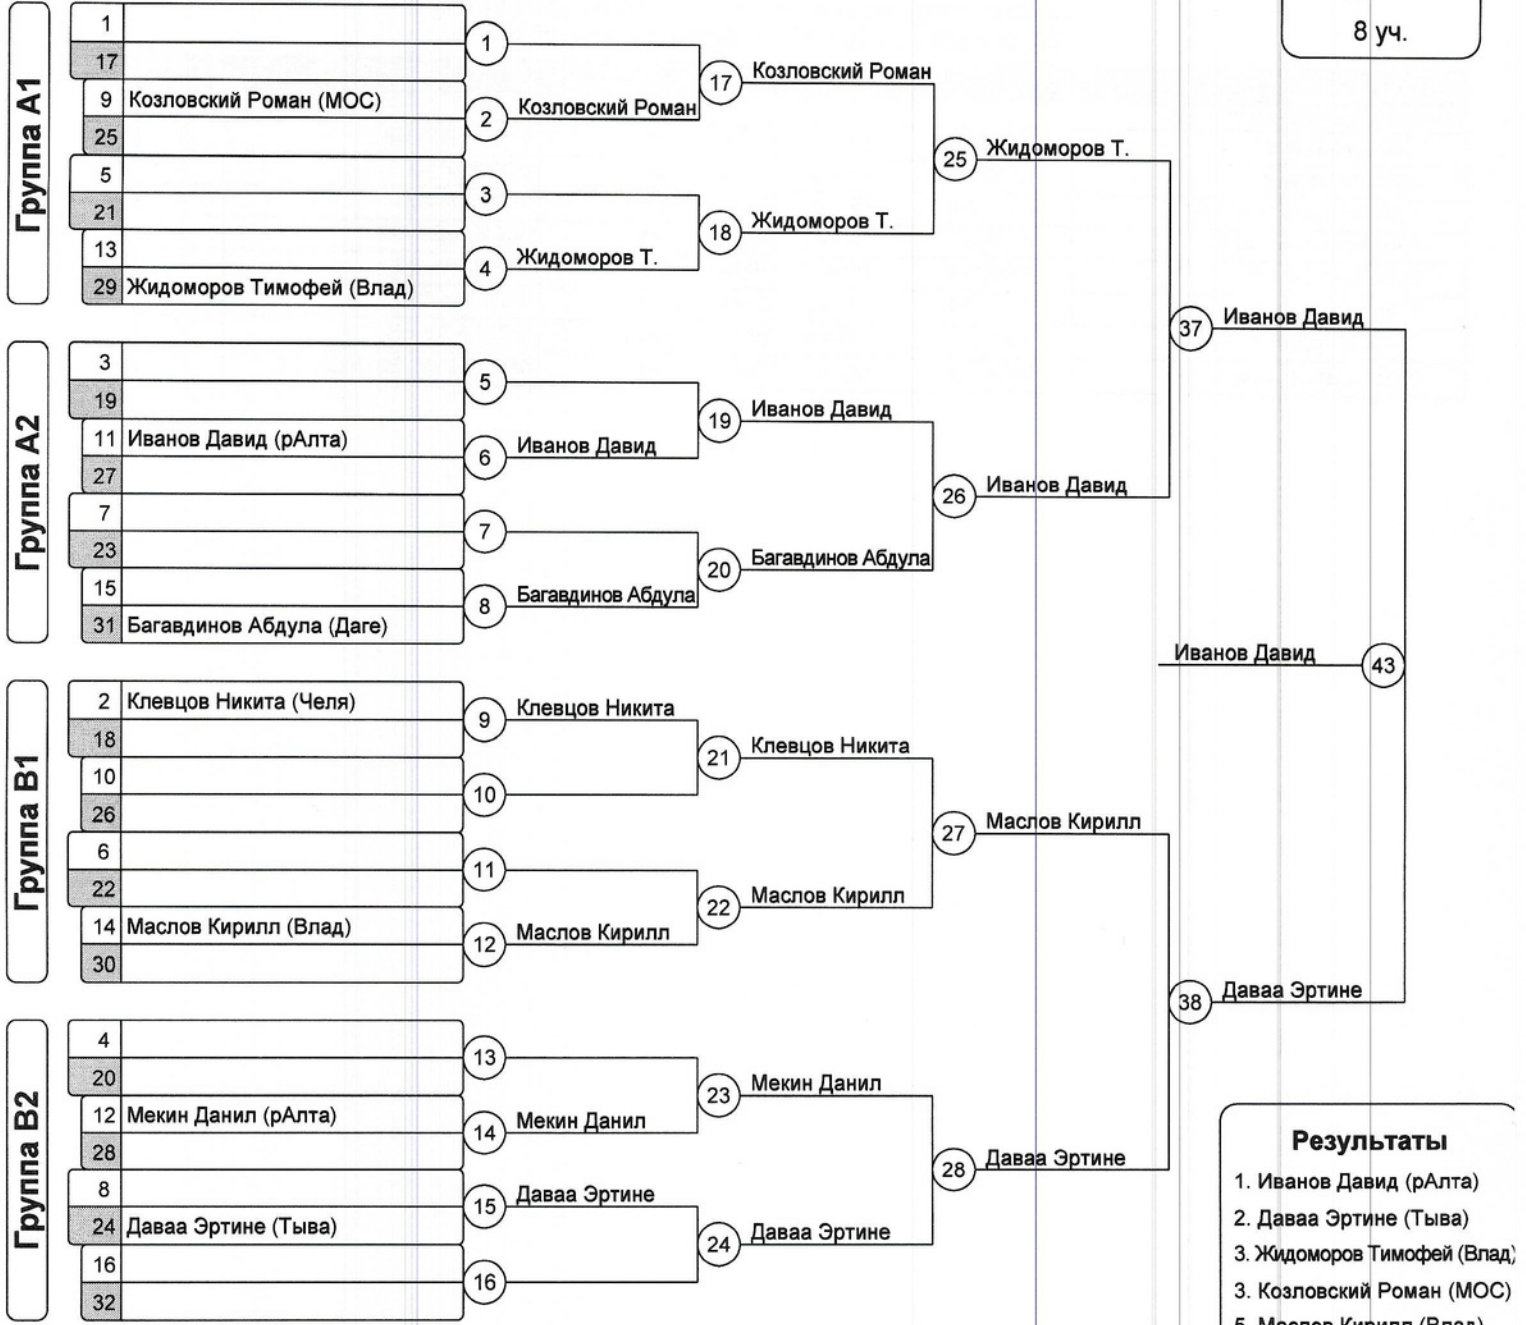 8 уч.
Группа A1
1
17
9 Козловский Роман (МОС)
25
5
21
13
29 Жидоморов Тимофей (Влад)
1
2 Козловский Роман
3
4 Жидоморов Т.
17 Козловский Роман
18 Жидоморов Т.
25 Жидоморов Т.
Группа A2
3
19
11 Иванов Давид (рАлта)
27
7
23
15
31 Багавдинов Абдула (Даге)
5
6 Иванов Давид
7
8 Багавдинов Абдула
19 Иванов Давид
20 Багавдинов Абдула
26 Иванов Давид
37 Иванов Давид
Группа B1
2 Клевцов Никита (Челя)
18
10
26
6
22
14 Маслов Кирилл (Влад)
30
9 Клевцов Никита
10
11
12 Маслов Кирилл
21 Клевцов Никита
22 Маслов Кирилл
27 Маслов Кирилл
Группа B2
4
20
12 Мекин Данил (рАлта)
28
8
24 Даваа Эртине (Тыва)
16
32
13
14 Мекин Данил
15 Даваа Эртине
16
23 Мекин Данил
24 Даваа Эртине
28 Даваа Эртине
38 Даваа Эртине
Иванов Давид 43
Результаты
1. Иванов Давид (рАлта)
2. Даваа Эртине (Тыва)
3. Жидоморов Тимофей (Влад)
3. Козловский Роман (МОС)
5. Маслов Кирилл (Влад)